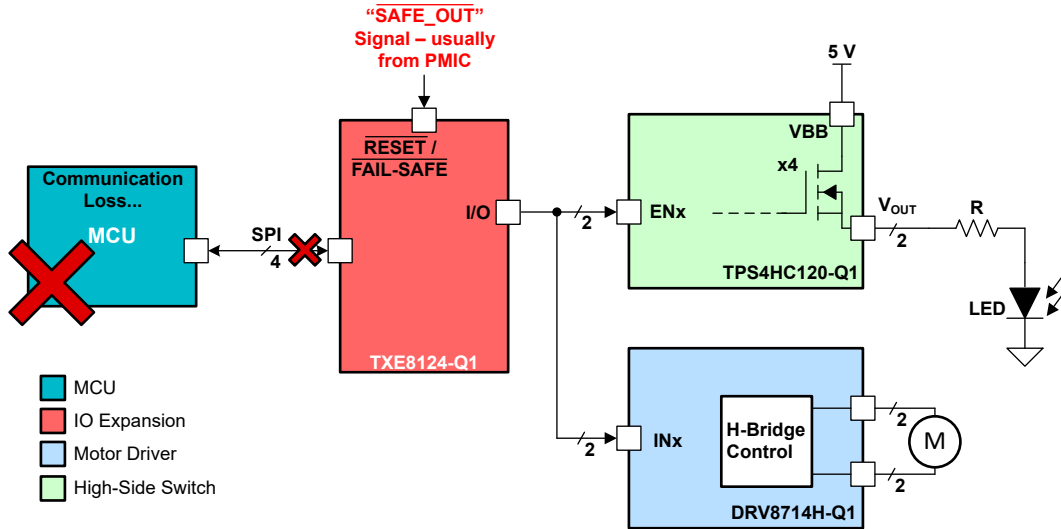 “SAFE_OUT”
Signal – usually
from PMIC
5 V
VBB
RESET /
FAIL-SAFE
x4
Communication
Loss...
MCU
SPI
4
I/O
2
ENx
VOUT
2
R
TPS4HC120-Q1
LED
TXE8124-Q1
MCU
IO Expansion
Motor Driver
High-Side Switch
2
INx
H-Bridge
Control
2
M
2
DRV8714H-Q1